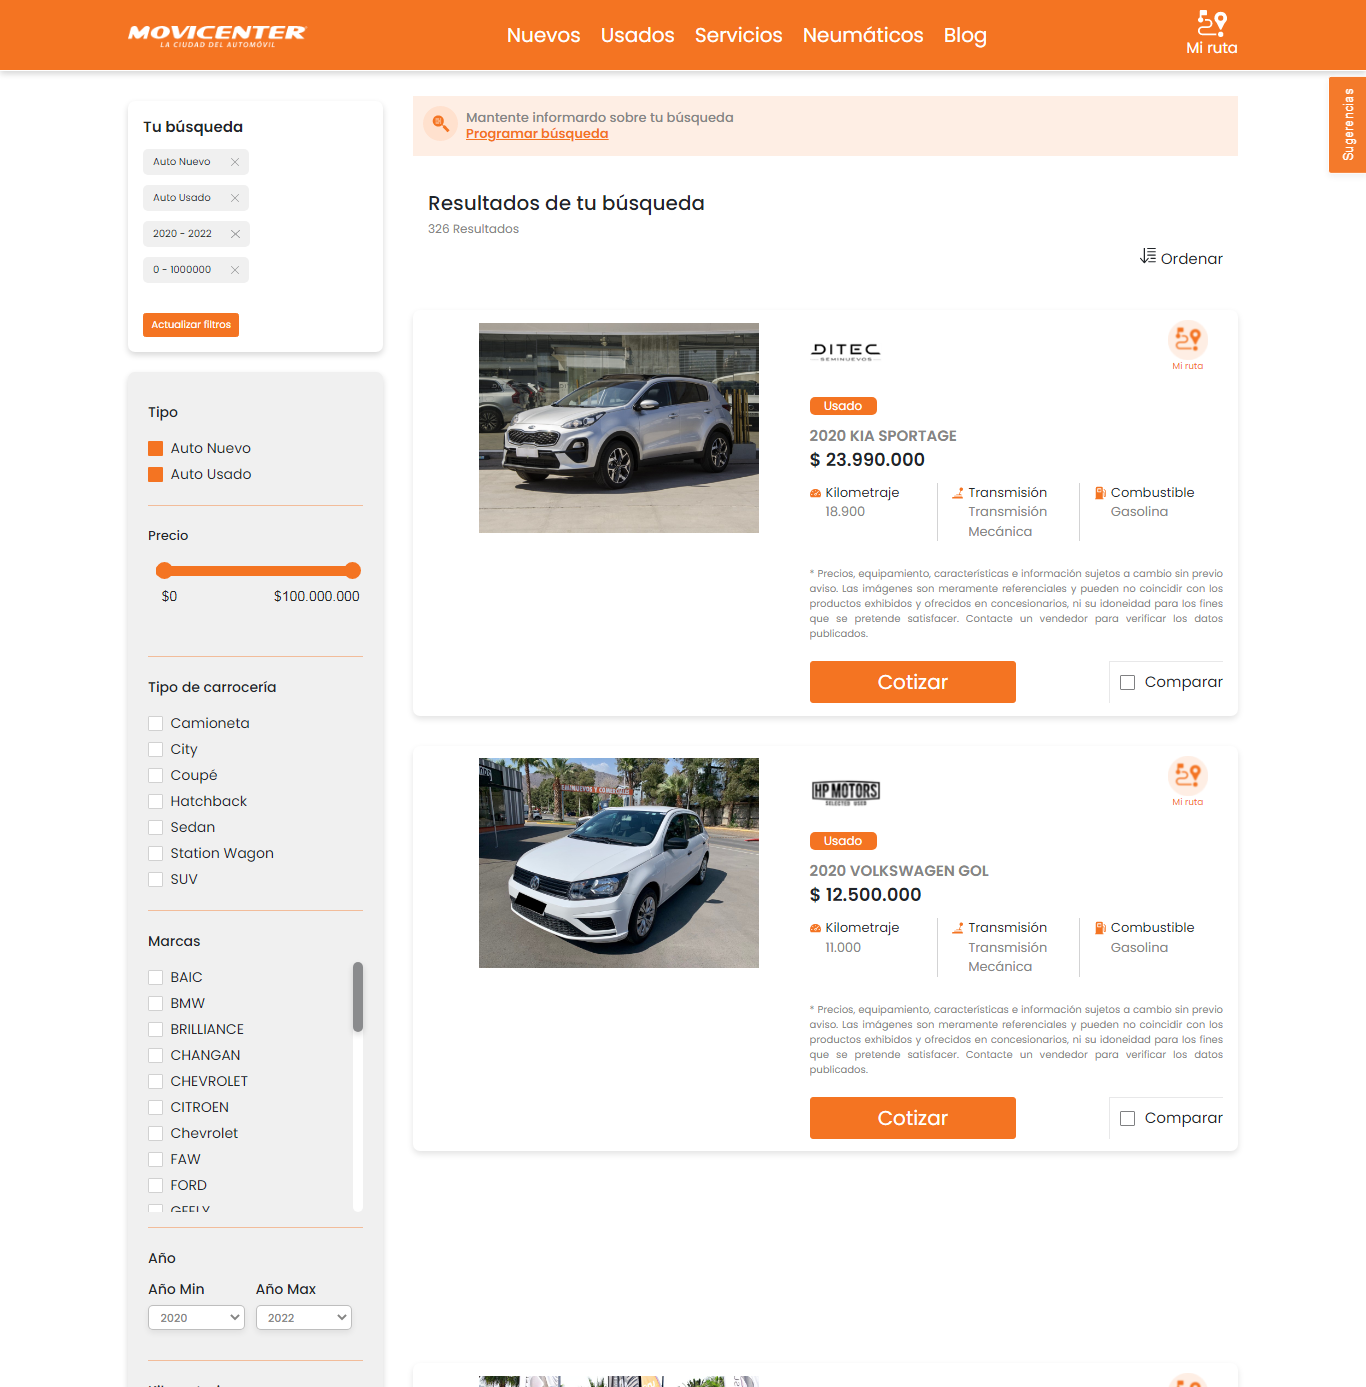 MOVICENTER
LA CIUDAD DEL AUTOMÓVIL
Nuevos Usados Servicios Neumáticos Blog
Mi ruta
Sugerencias
Tu búsqueda
Auto Nuevo
Auto Usado
2020 - 2022
0 - 1000000
Actualizar filtros
Tipo
Auto Nuevo
Auto Usado
Precio
$0 $100.000.000
Tipo de carrocería
Camioneta
City
Coupé
Hatchback
Sedan
Station Wagon
SUV
Marcas
BAIC
BMW
BRILLIANCE
CHANGAN
CHEVROLET
CITROEN
Chevrolet
FAW
FORD
GEELY
Año
Año Min Año Max
2020 2022
Mantente informado sobre tu búsqueda
Programar búsqueda
Resultados de tu búsqueda
326 Resultados
Ordenar
DITEC
SEMINUEVOS
Mi ruta
Usado
2020 KIA SPORTAGE
$ 23.990.000
Kilometraje Transmisión Combustible
18.900 Transmisión Gasolina
Mecánica
* Precios, equipamiento, características e información sujetos a cambio sin previo
aviso. Las imágenes son meramente referenciales y pueden no coincidir con los
productos exhibidos y ofrecidos en concesionarios, ni su idoneidad para los fines
que se pretende satisfacer. Contacte un vendedor para verificar los datos
publicados.
Cotizar Comparar
HP MOTORS
SELECTED USED
Mi ruta
Usado
2020 VOLKSWAGEN GOL
$ 12.500.000
Kilometraje Transmisión Combustible
11.000 Transmisión Gasolina
Mecánica
* Precios, equipamiento, características e información sujetos a cambio sin previo
aviso. Las imágenes son meramente referenciales y pueden no coincidir con los
productos exhibidos y ofrecidos en concesionarios, ni su idoneidad para los fines
que se pretende satisfacer. Contacte un vendedor para verificar los datos
publicados.
Cotizar Comparar